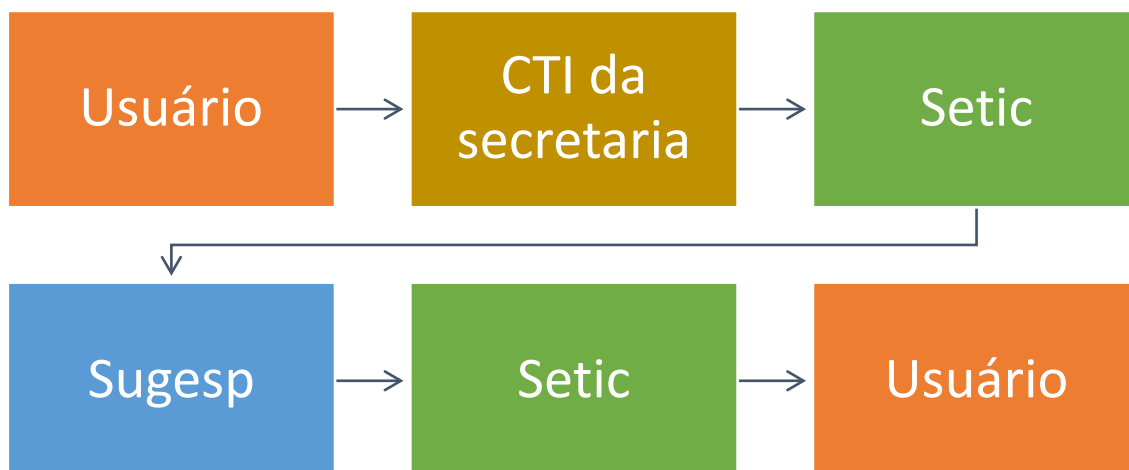 Usuário
CTI da
secretaria
Setic
Sugesp
Setic
Usuário